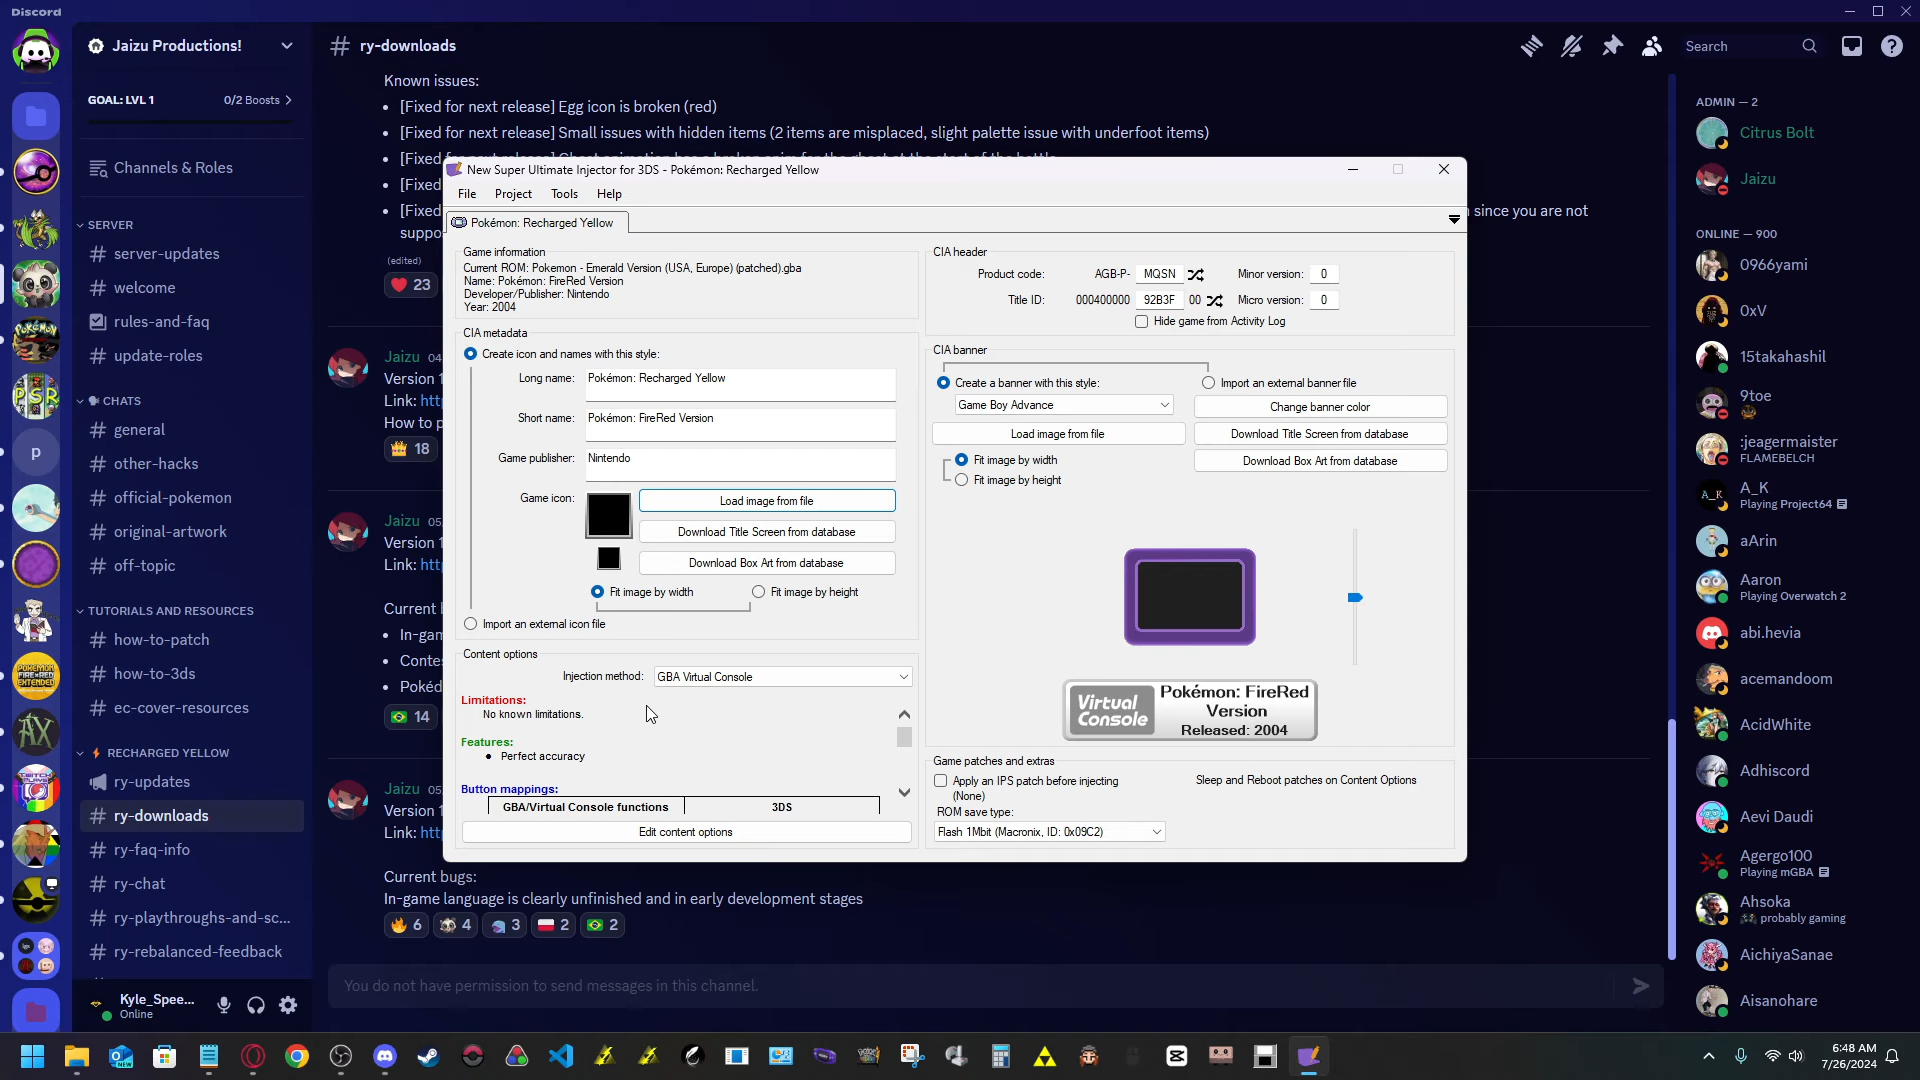 Discord
Jaizu Productions!
GOAL: LVL 1
0/2 Boosts
Channels & Roles
SERVER
server-updates
welcome
rules-and-faq
update-roles
CHATS
general
other-hacks
official-pokemon
original-artwork
off-topic
TUTORIALS AND RESOURCES
how-to-patch
how-to-3ds
ec-cover-resources
RECHARGED YELLOW
ry-updates
ry-downloads
ry-faq-info
ry-chat
ry-playthroughs-and-sc...
ry-rebalanced-feedback
p
Kyle_Spee...
Online
ry-downloads
Search
Known issues:
[Fixed for next release] Egg icon is broken (red)
[Fixed for next release] Small issues with hidden items (2 items are misplaced, slight palette issue with underfoot items)
[Fixed
[Fixed
[Fixed
since you are not
suppo
(edited)
23
Jaizu 04
Version 1
Link: htt
How to p
18
Jaizu 05
Version 1
Link: htt
Current
In-gam
Contes
Pokéd
14
Jaizu 05
Version 1
Link: htt
Current bugs:
In-game language is clearly unfinished and in early development stages
6
4
3
2
2
You do not have permission to send messages in this channel.
New Super Ultimate Injector for 3DS - Pokémon: Recharged Yellow
File Project Tools Help
Pokémon: Recharged Yellow
Game information
Current ROM: Pokemon - Emerald Version (USA, Europe) (patched).gba
Name: Pokémon: FireRed Version
Developer/Publisher: Nintendo
Year: 2004
CIA metadata
Create icon and names with this style:
Long name: Pokémon: Recharged Yellow
Short name: Pokémon: FireRed Version
Game publisher: Nintendo
Game icon:
Load image from file
Download Title Screen from database
Download Box Art from database
Fit image by width
Fit image by height
Import an external icon file
Content options
Injection method: GBA Virtual Console
Limitations:
No known limitations.
Features:
Perfect accuracy
Button mappings:
GBA/Virtual Console functions
3DS
Edit content options
CIA header
Product code: AGB-P- MQSN
Minor version: 0
Title ID: 000400000 92B3F 00
Micro version: 0
Hide game from Activity Log
CIA banner
Create a banner with this style:
Import an external banner file
Game Boy Advance
Change banner color
Load image from file
Download Title Screen from database
Fit image by width
Download Box Art from database
Fit image by height
Virtual Console
Pokémon: FireRed
Version
Released: 2004
Game patches and extras
Apply an IPS patch before injecting
(None)
Sleep and Reboot patches on Content Options
ROM save type:
Flash 1Mbit (Macronix, ID: 0x09C2)
ADMIN — 2
Citrus Bolt
Jaizu
ONLINE — 900
0966yami
0xV
15takahashil
9toe
:jeagermaister
FLAMEBELCH
A_K
Playing Project64
aArin
Aaron
Playing Overwatch 2
abi.hevia
acemandoom
AcidWhite
Adhiscord
Aevi Daudi
Agergo100
Playing mGBA
Ahsoka
probably gaming
AichiyaSanae
Aisanohare
6:48 AM
7/26/2024